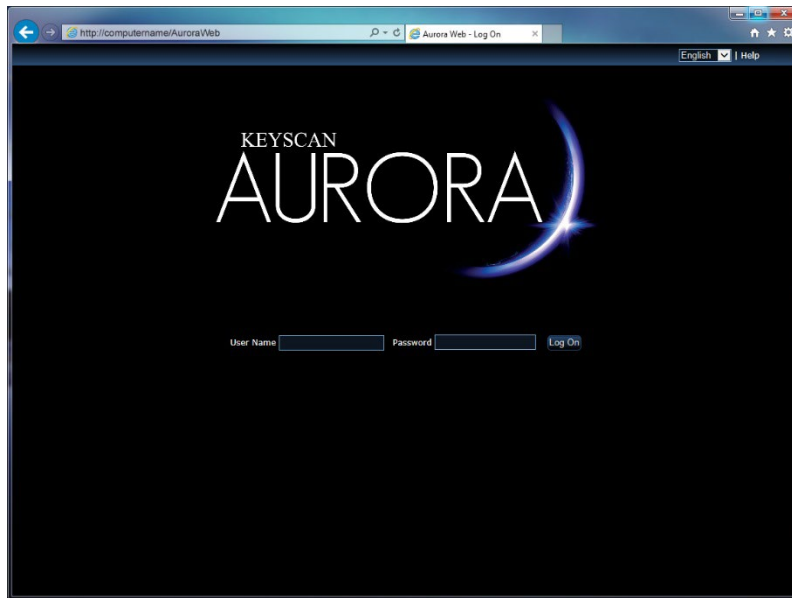 http://computername/AuroraWeb
Aurora Web - Log On
English | Help
KEYSCAN
AURORA
User Name
Password
Log On